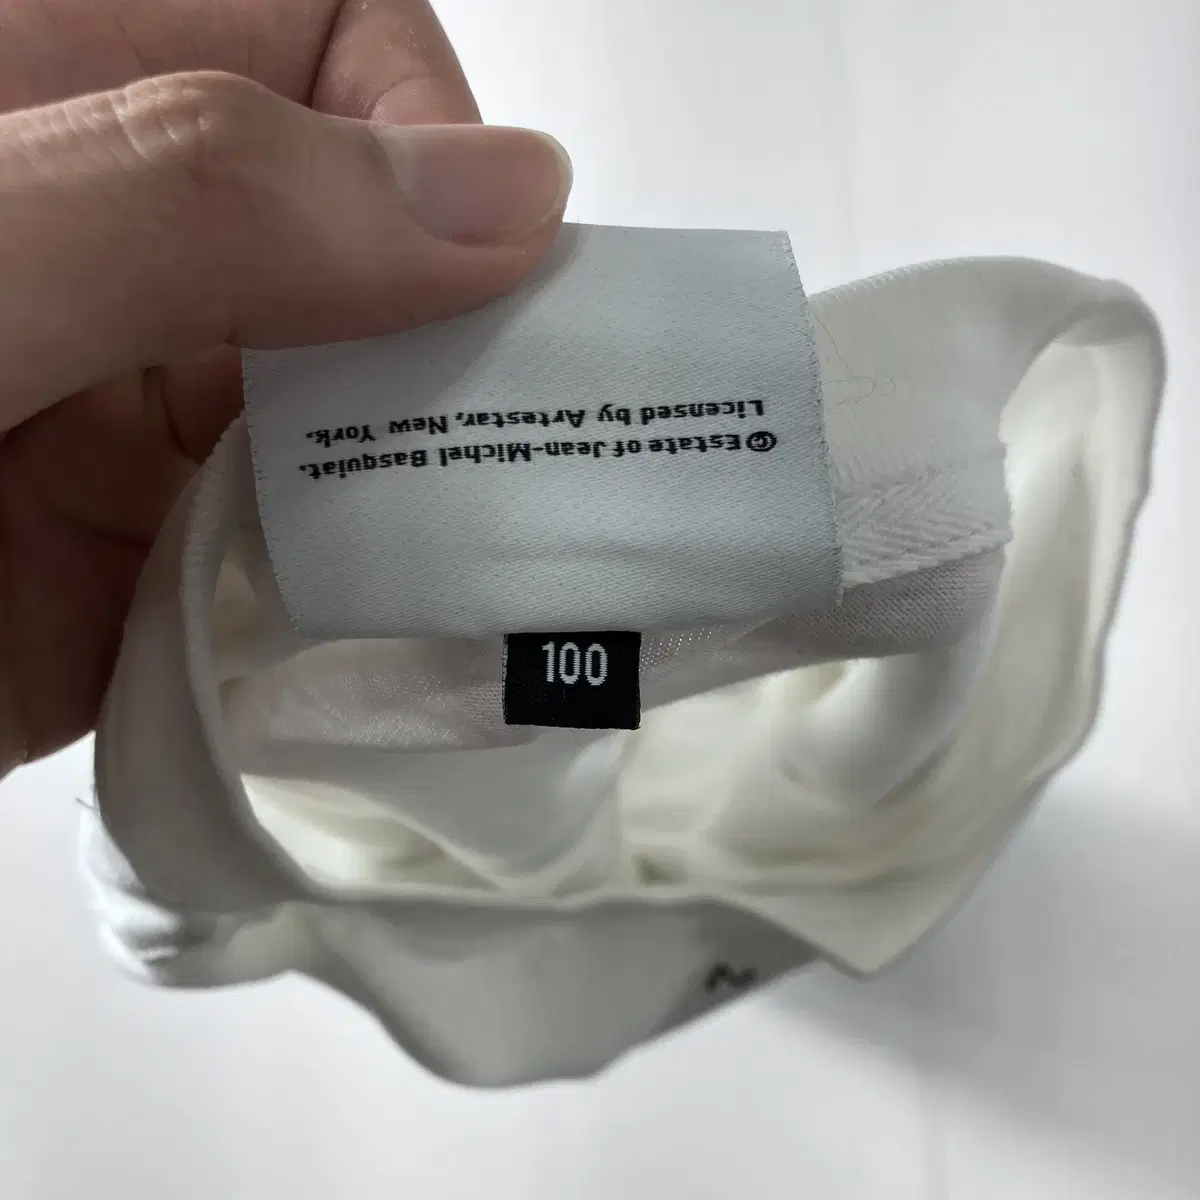 © Estate of Jean-Michel Basquiat.
Licensed by Artestar, New York.
100